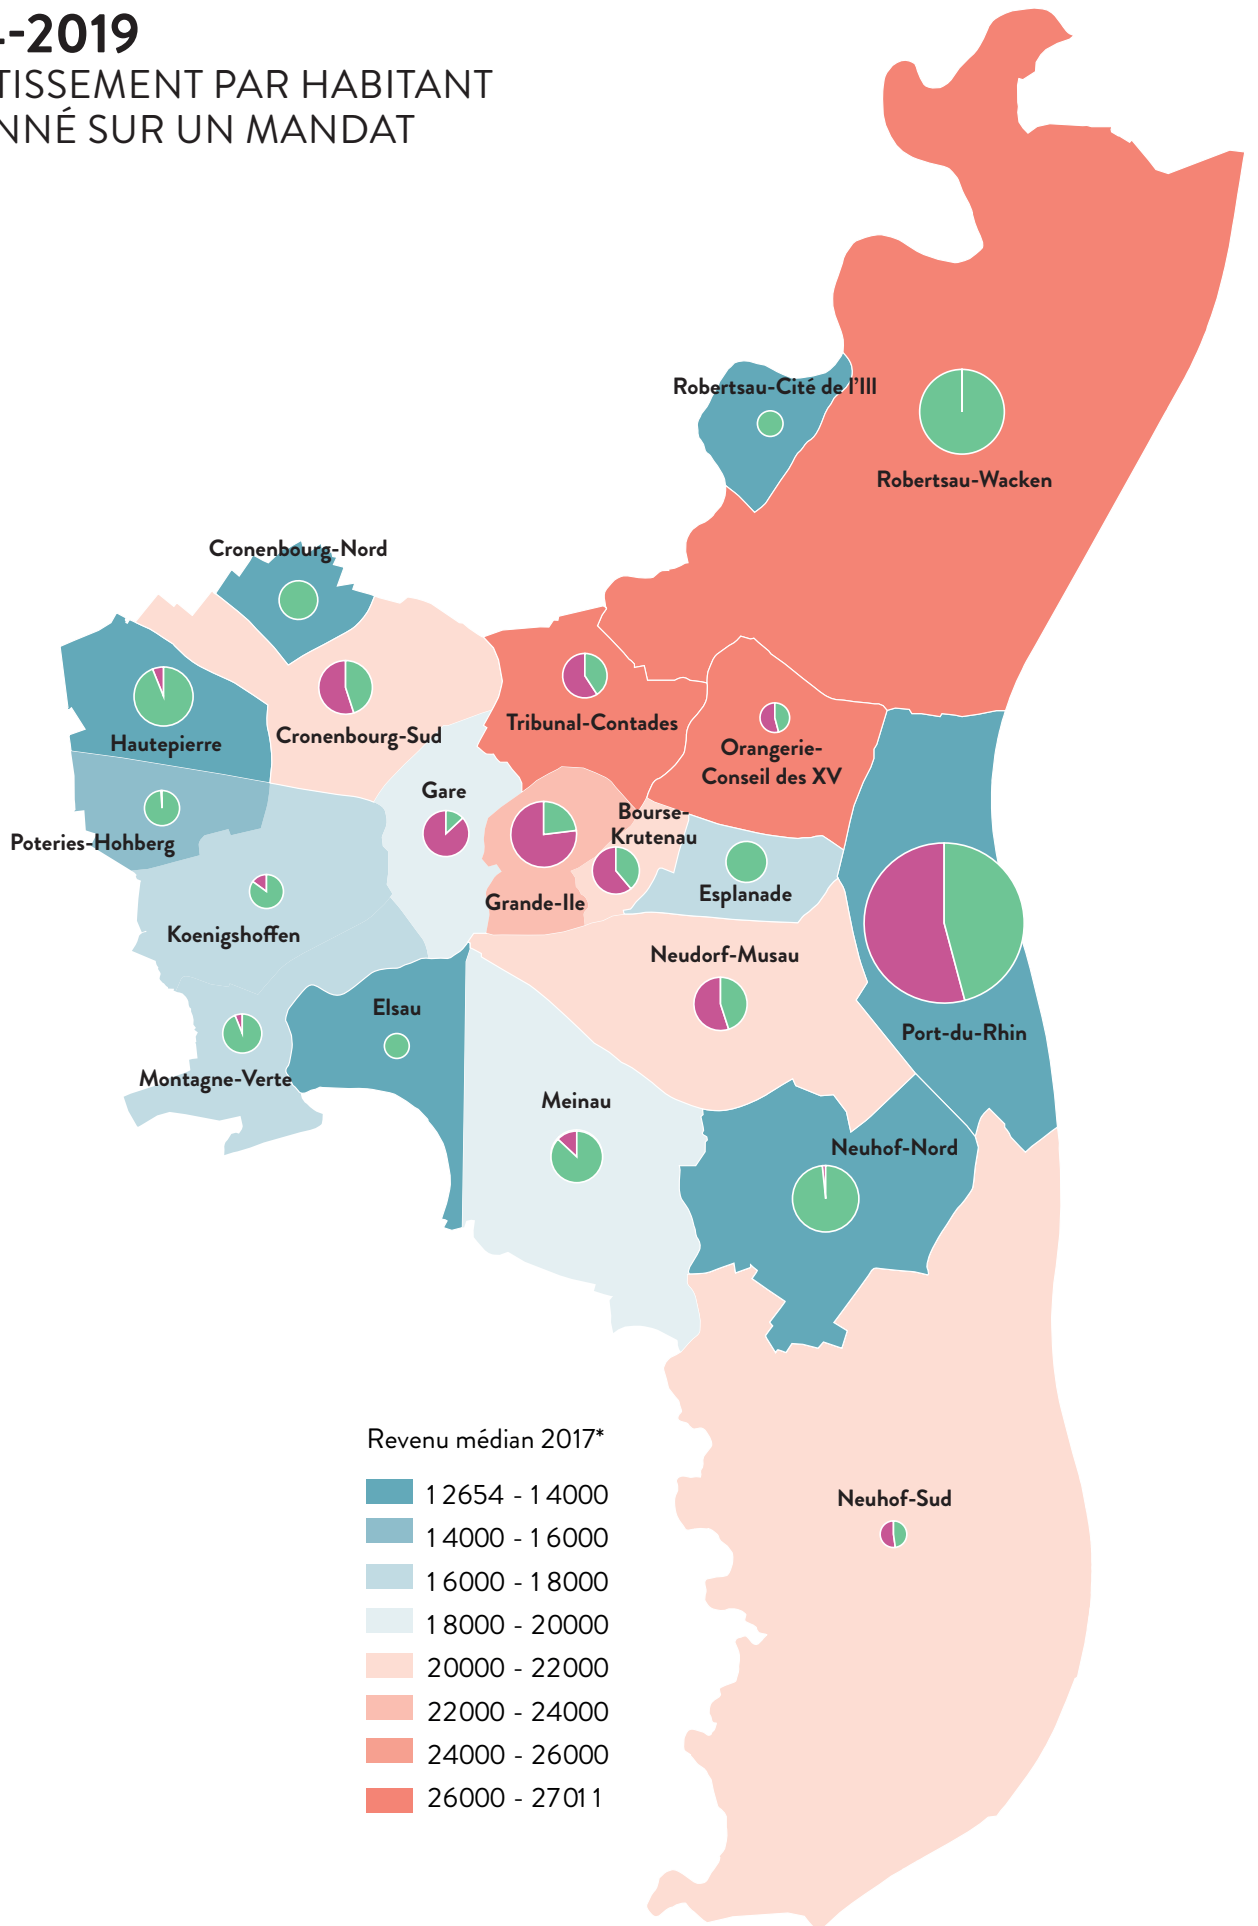 -2019
TISSEMENT PAR HABITANT
NNÉ SUR UN MANDAT
Robertsau-Cité de l'Ill
Robertsau-Wacken
Cronenbourg-Nord
Hautepierre
Cronenbourg-Sud
Tribunal-Contades
Orangerie-
Conseil des XV
Gare
Bourse-
Krutenau
Poteries-Hohberg
Grande-Ile
Esplanade
Koenigshoffen
Neudorf-Musau
Elsau
Port-du-Rhin
Montagne-Verte
Meinau
Neuhof-Nord
Neuhof-Sud
Revenu médian 2017*
12654 - 14000
14000 - 16000
16000 - 18000
18000 - 20000
20000 - 22000
22000 - 24000
24000 - 26000
26000 - 27011